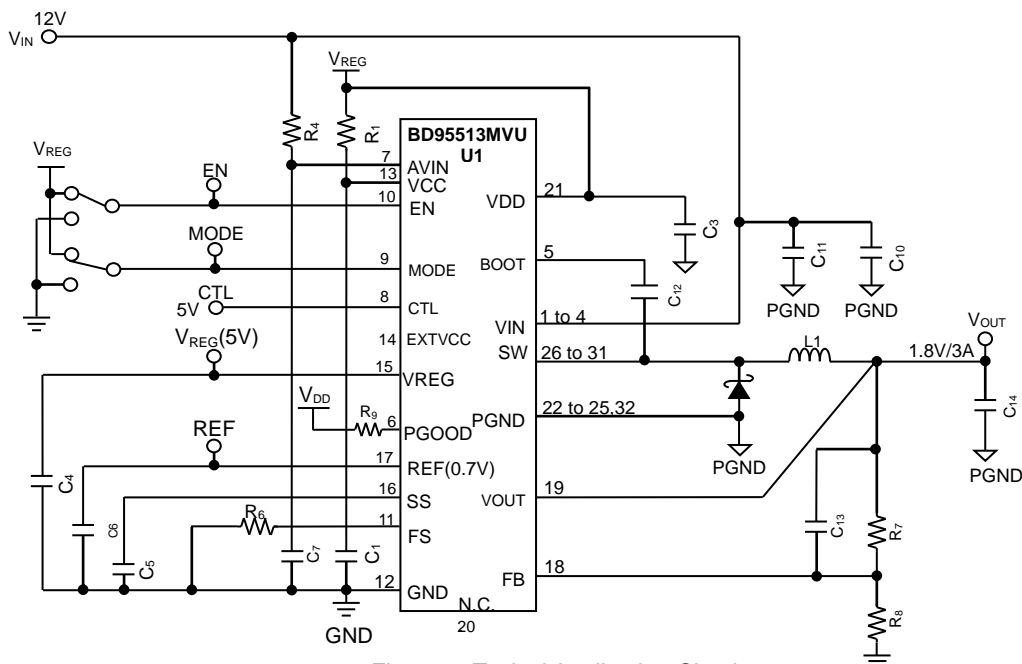 12V
VIN
VREG
R4
R1
BD95513MVU
U1
7
AVIN
13
VCC
VREG
EN
10
EN
MODE
9
MODE
CTL
5V
8
CTL
14
EXTVCC
VREG(5V)
15
VREG
VDD
R9
6
PGOOD
REF
17
REF(0.7V)
16
SS
R6
11
FS
C4
C6
C5
C7
C1
12
GND
GND
N.C.
20
21
VDD
C3
5
BOOT
C12
C11
C10
PGND
PGND
1 to 4
VIN
SW
26 to 31
L1
1.8V/3A
VOUT
C14
PGND
22 to 25,32
PGND
PGND
VOUT
19
C13
R7
FB
18
R8